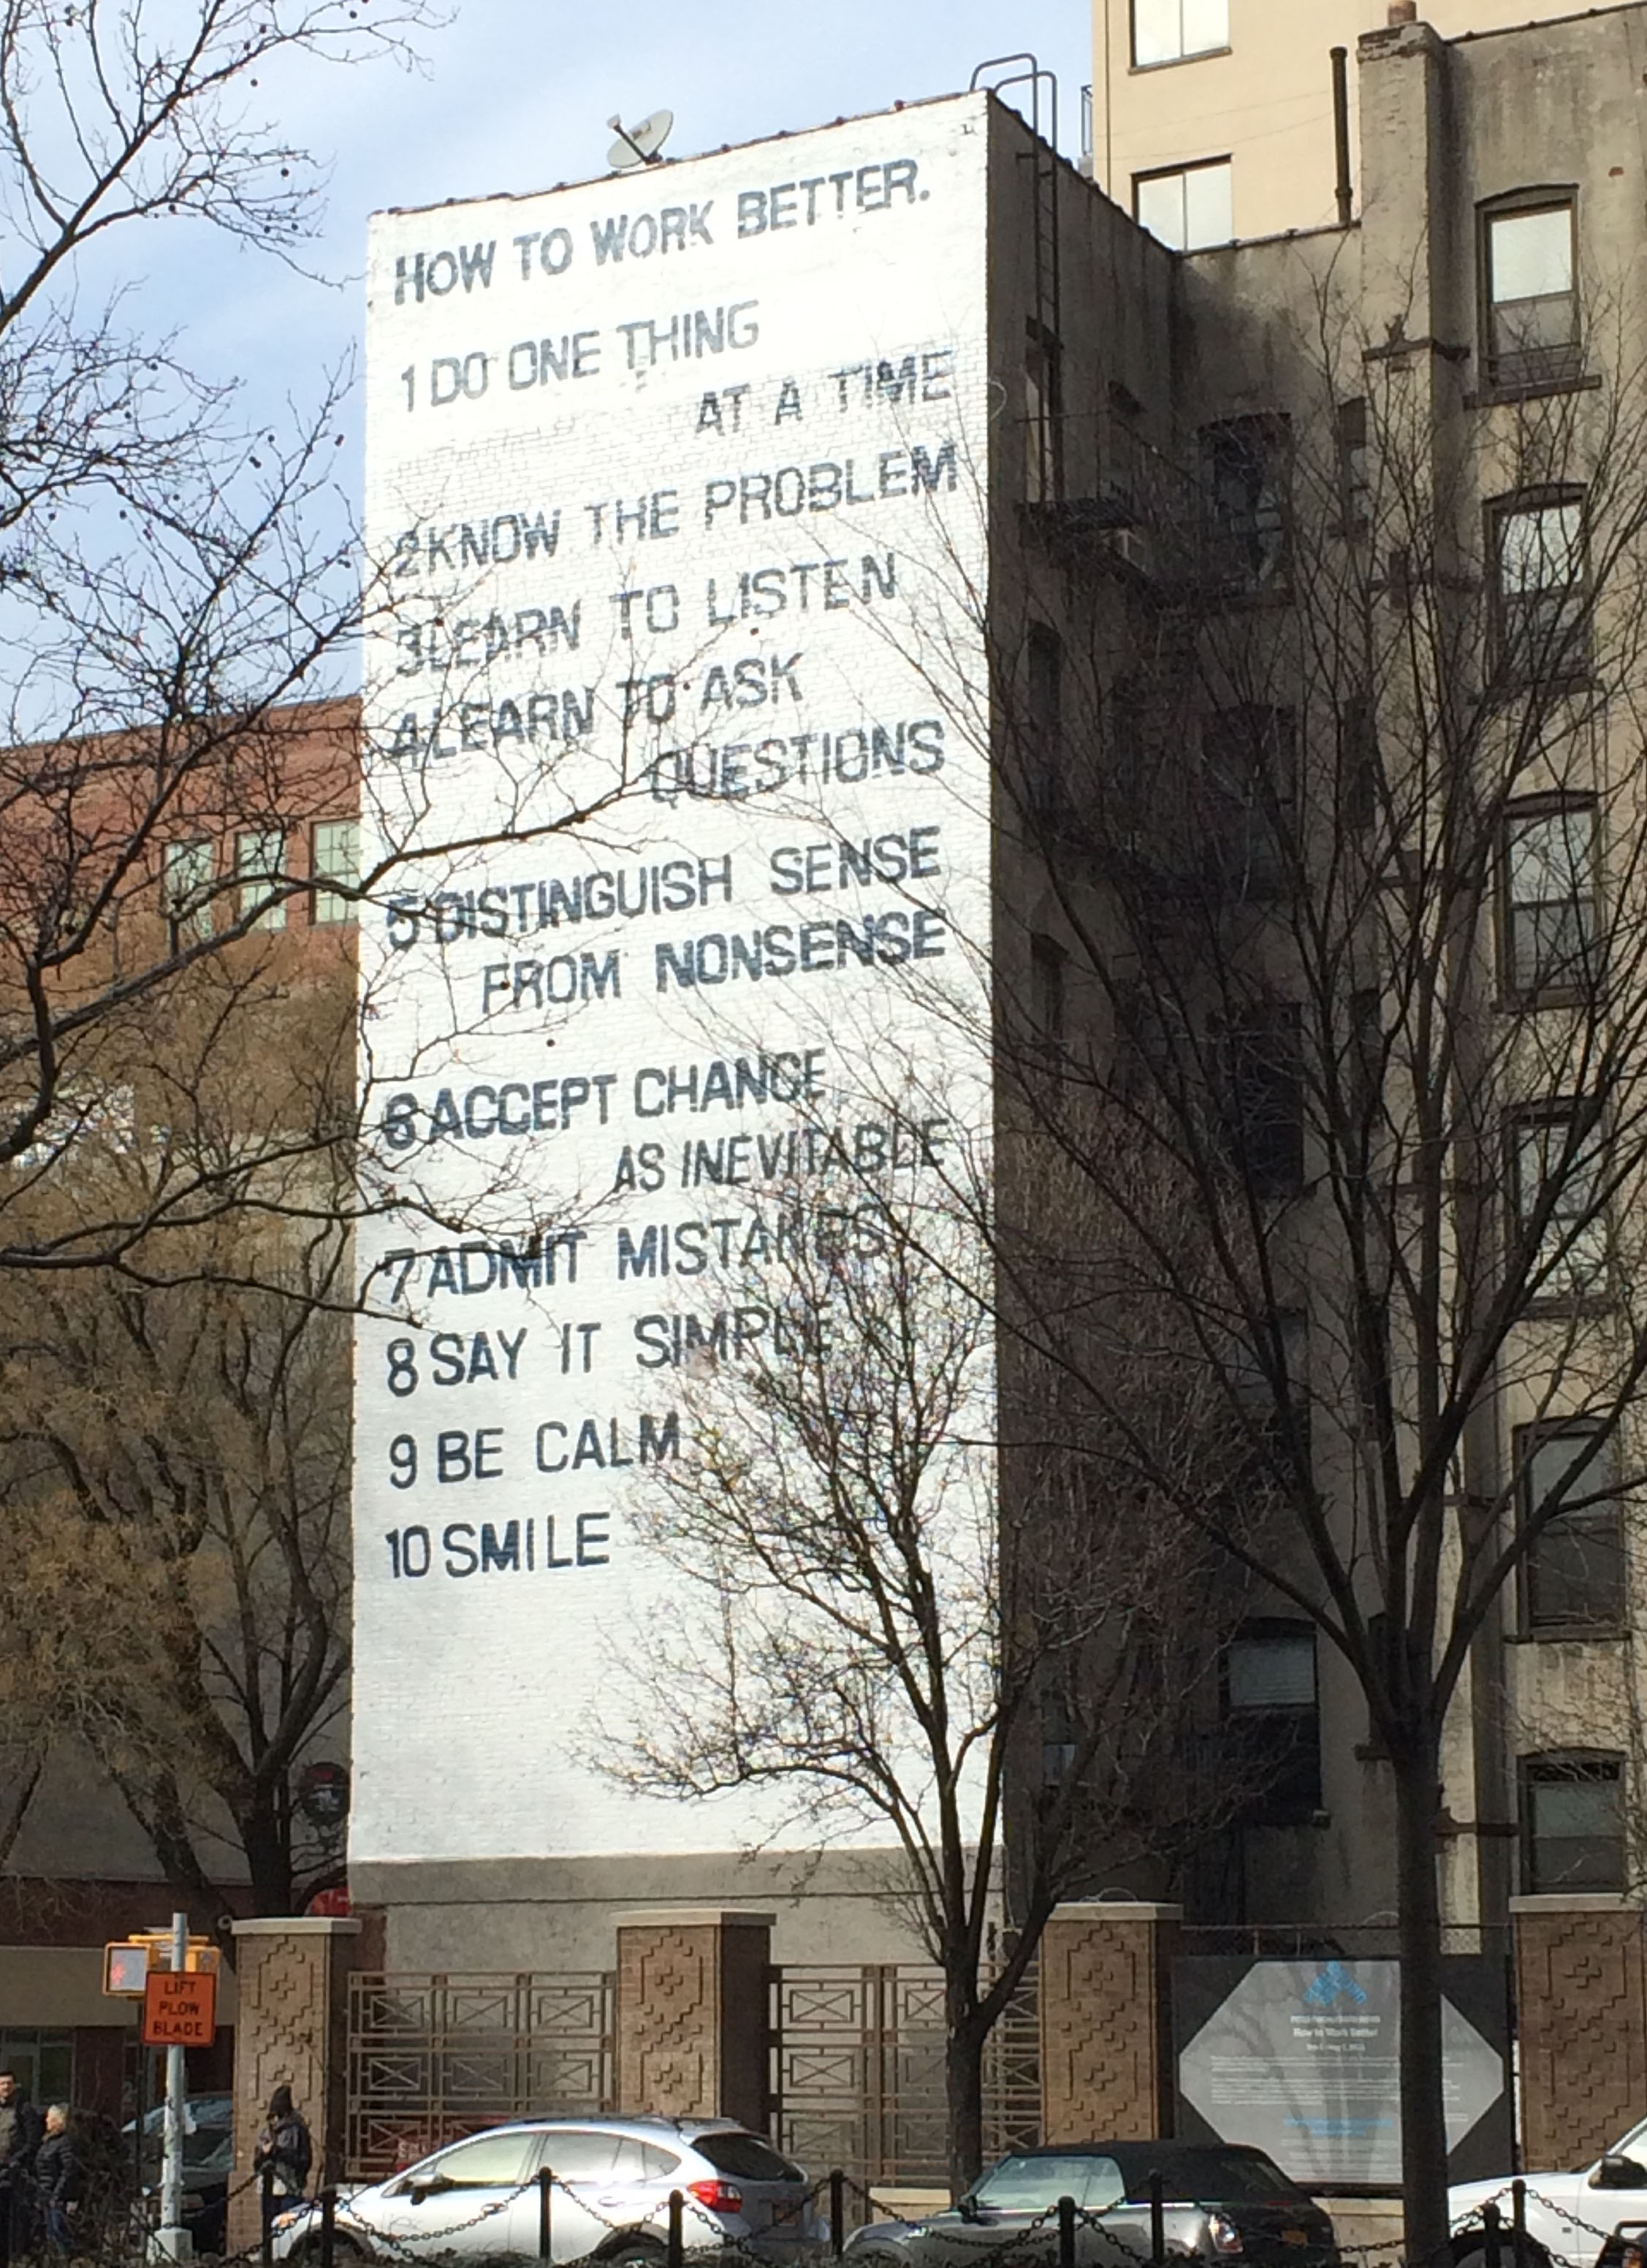 HOW TO WORK BETTER.
1 DO ONE THING
AT A TIME
2 KNOW THE PROBLEM
3 LEARN TO LISTEN
4 LEARN TO ASK
QUESTIONS
5 DISTINGUISH SENSE
FROM NONSENSE
6 ACCEPT CHANGE
AS INEVITABLE
7 ADMIT MISTAKES
8 SAY IT SIMPLE
9 BE CALM
10 SMILE
LIFT
PLOW
BLADE
How to Work Better